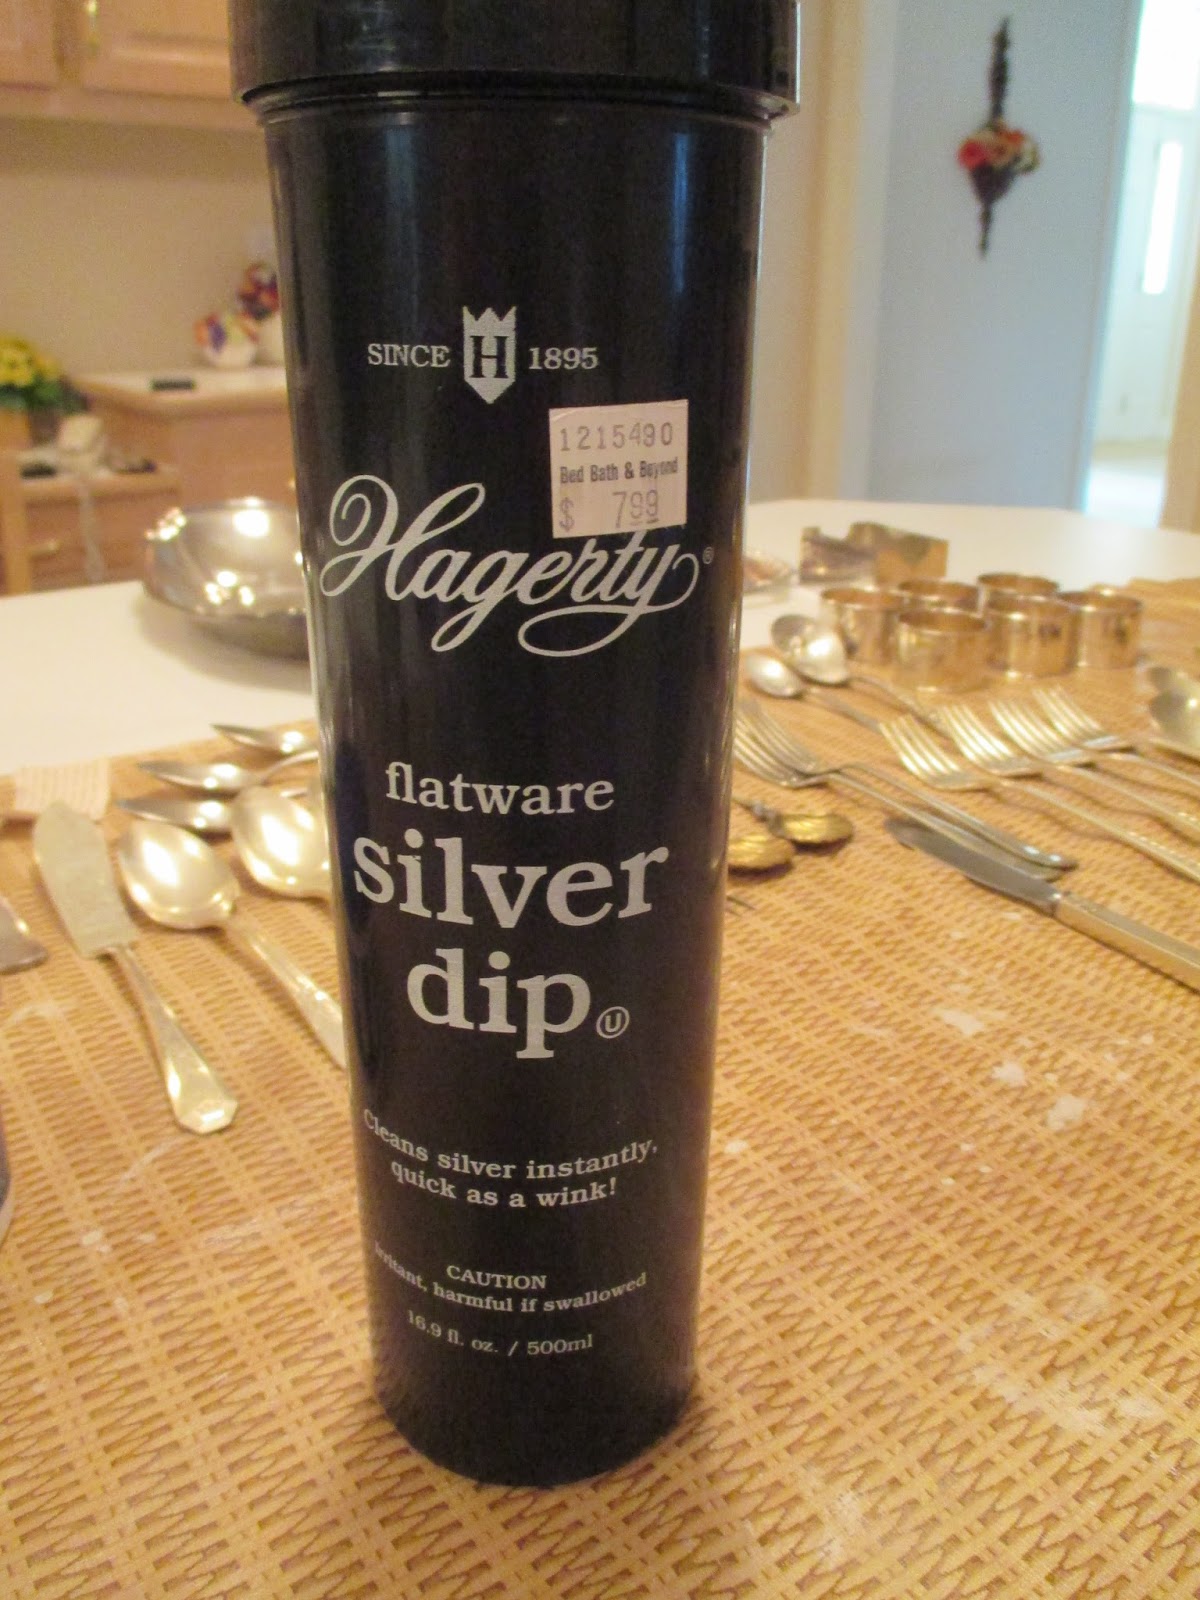 SINCE H 1895
1215490
Bed Bath & Beyond
$ 7.99
Hagerty®
flatware
silver
dip U
Cleans silver instantly,
quick as a wink!
CAUTION
irritant, harmful if swallowed
16.9 fl. oz. / 500ml